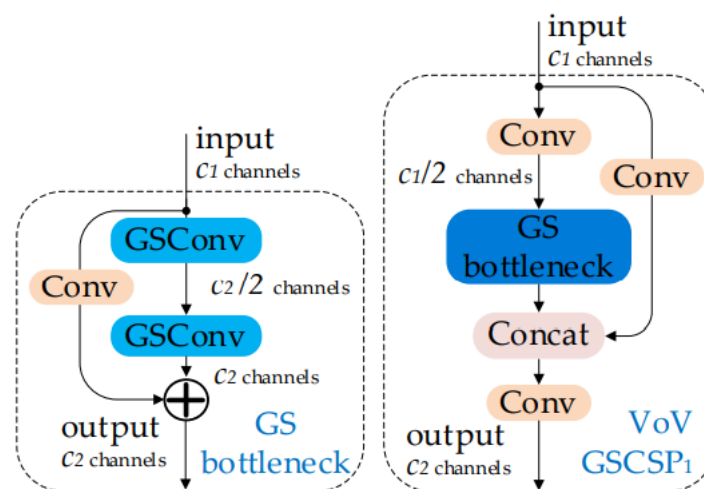 input
c1 channels
GSConv
Conv
c2/2 channels
GSConv
c2 channels
output
c2 channels
GS
bottleneck
input
c1 channels
Conv
c1/2 channels
Conv
GS
bottleneck
Concat
Conv
output
c2 channels
VoV
GSCSP1